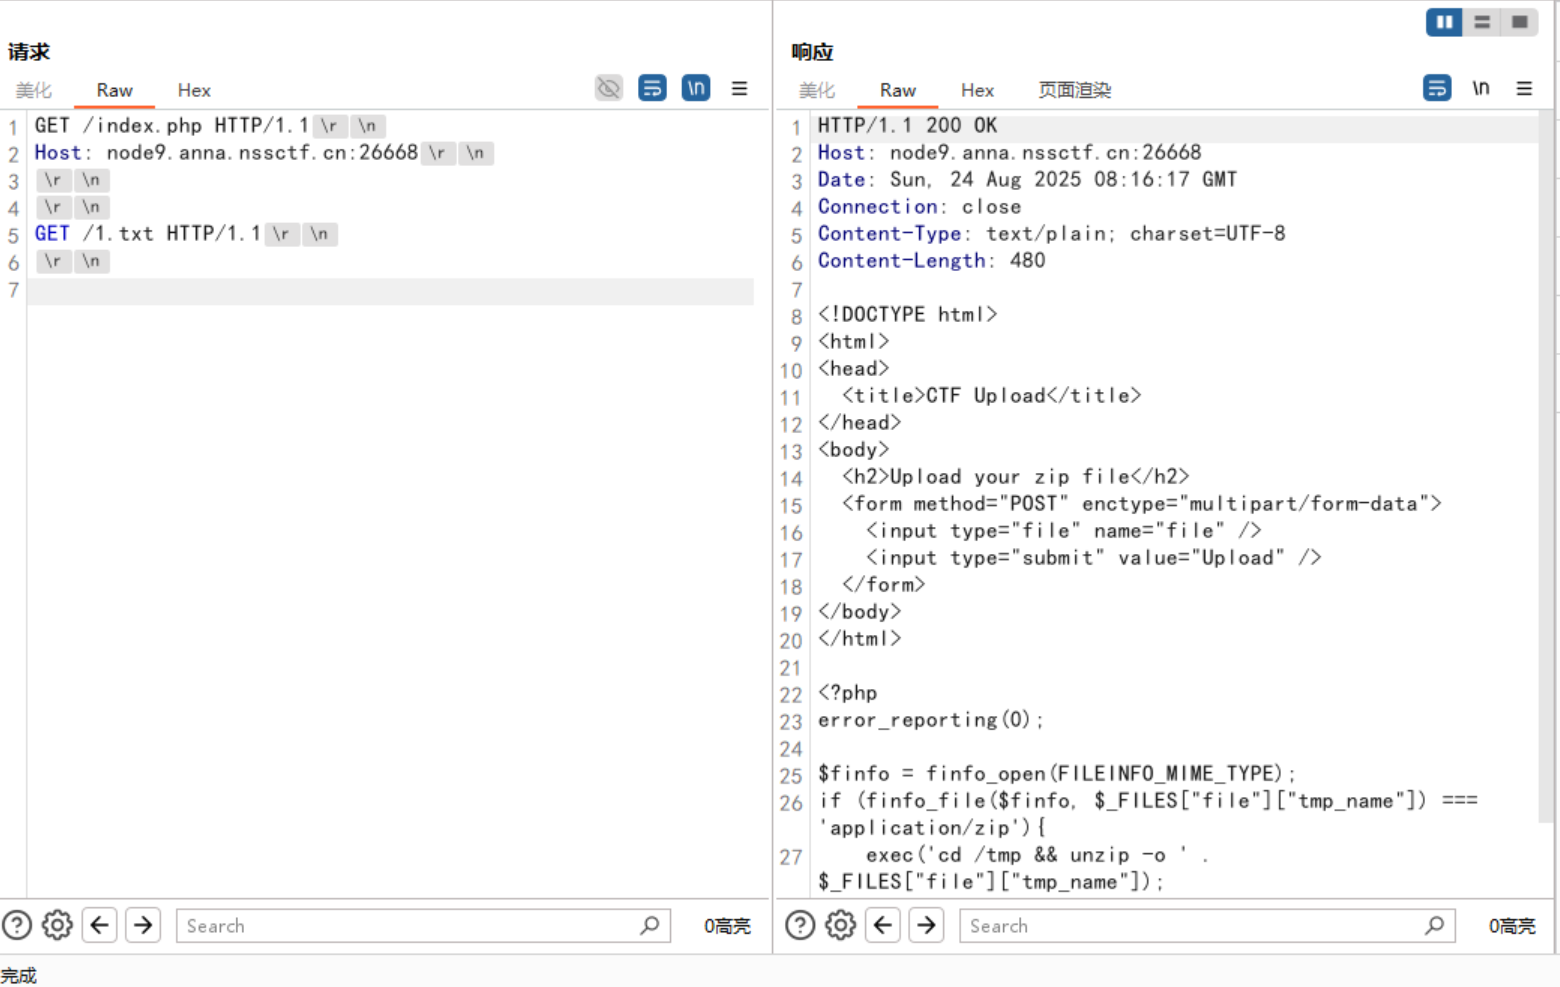 请求
美化 Raw Hex \n
1 GET /index.php HTTP/1.1 \r \n
2 Host: node9.anna.nssctf.cn:26668 \r \n
3 \r \n
4 \r \n
5 GET /1.txt HTTP/1.1 \r \n
6 \r \n
7
Search 0高亮
响应
美化 Raw Hex 页面渲染 \n
1 HTTP/1.1 200 OK
2 Host: node9.anna.nssctf.cn:26668
3 Date: Sun, 24 Aug 2025 08:16:17 GMT
4 Connection: close
5 Content-Type: text/plain; charset=UTF-8
6 Content-Length: 480
7
8 <!DOCTYPE html>
9 <html>
10 <head>
11 <title>CTF Upload</title>
12 </head>
13 <body>
14 <h2>Upload your zip file</h2>
15 <form method="POST" enctype="multipart/form-data">
16 <input type="file" name="file" />
17 <input type="submit" value="Upload" />
18 </form>
19 </body>
20 </html>
21
22 <?php
23 error_reporting(0);
24
25 $finfo = finfo_open(FILEINFO_MIME_TYPE);
26 if (finfo_file($finfo, $_FILES["file"]["tmp_name"]) ===
'application/zip'){
27 exec('cd /tmp && unzip -o ' .
$_FILES["file"]["tmp_name"]);
Search 0高亮
完成